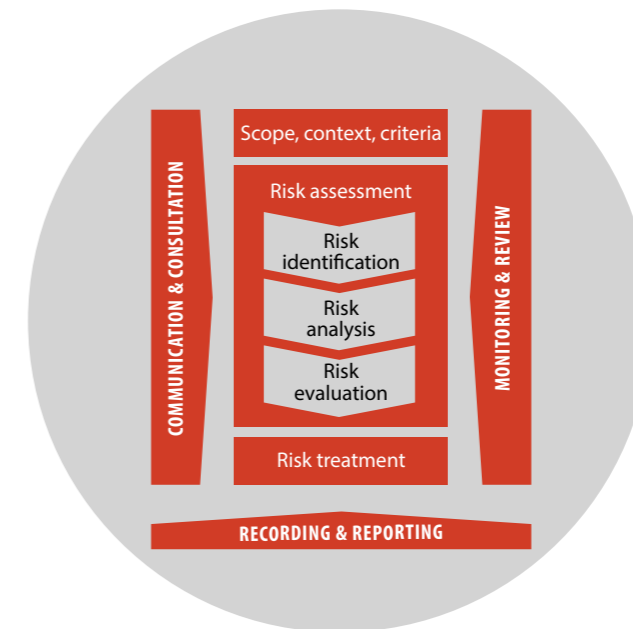 Scope, context, criteria
COMMUNICATION & CONSULTATION
Risk assessment
Risk
identification
Risk
analysis
Risk
evaluation
MONITORING & REVIEW
Risk treatment
RECORDING & REPORTING